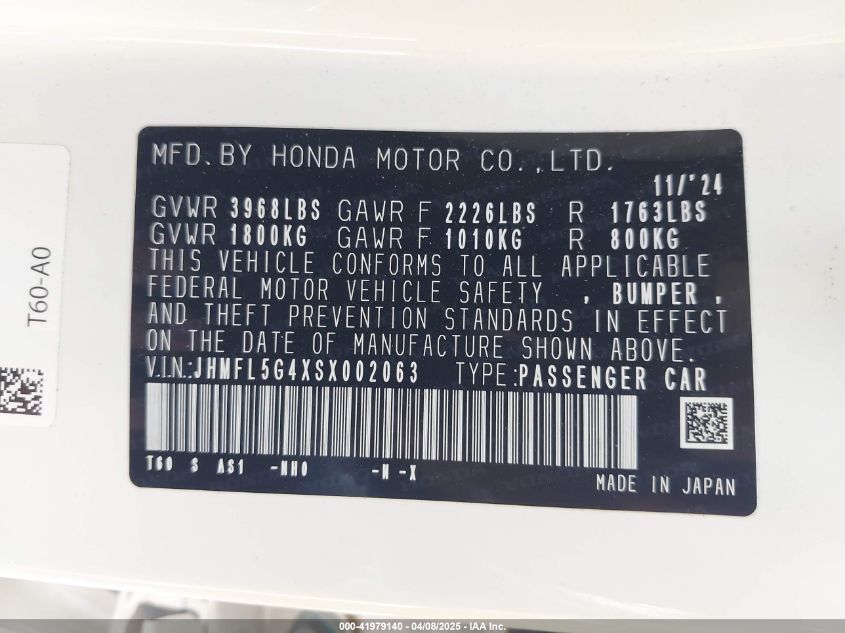 MFD. BY HONDA MOTOR CO., LTD.
11/'24
GVWR 3968LBS GAWR F 2226LBS R 1763LBS
GVWR 1800KG GAWR F 1010KG R 800KG
THIS VEHICLE CONFORMS TO ALL APPLICABLE
FEDERAL MOTOR VEHICLE SAFETY , BUMPER ,
AND THEFT PREVENTION STANDARDS IN EFFECT
ON THE DATE OF MANUFACTURE SHOWN ABOVE.
V.I.N.:JHMFL5G4XSX002063 TYPE:PASSENGER CAR
T60 S AS1 -NH0 -N -X
MADE IN JAPAN
T60-A0
000-41979140 - 04/08/2025 - IAA Inc.